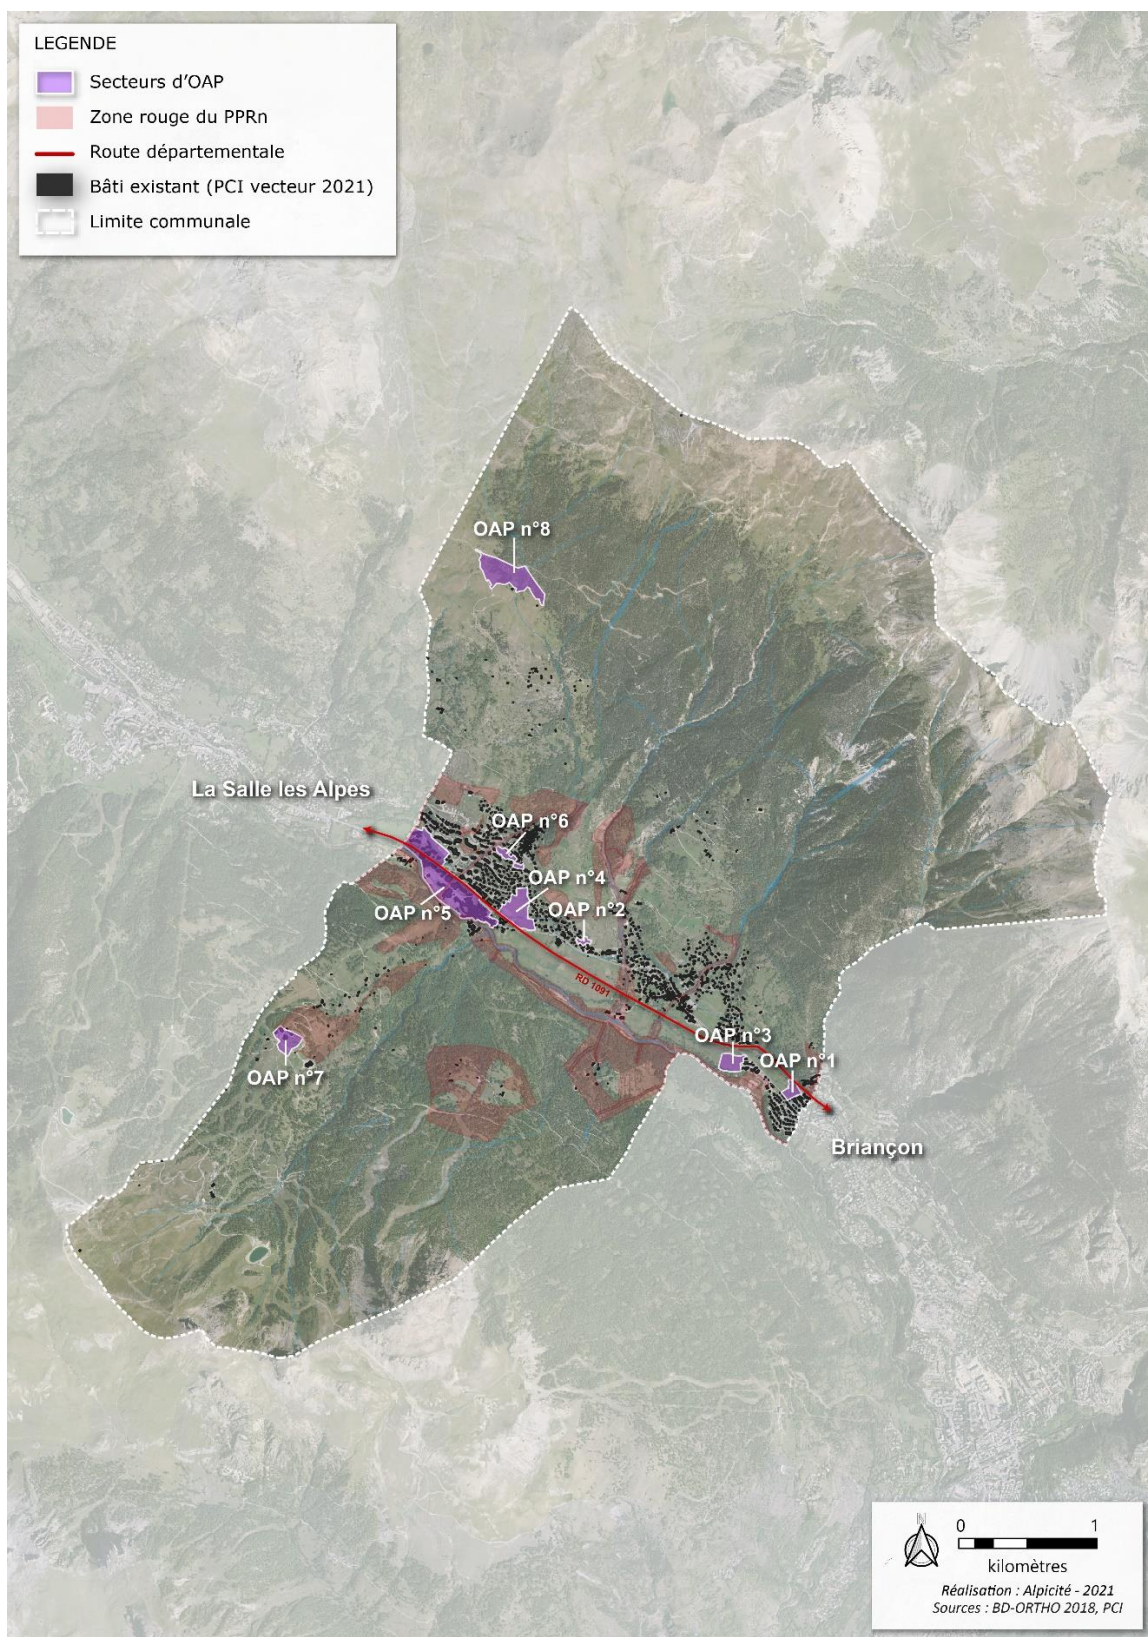 LEGENDE
Secteurs d'OAP
Zone rouge du PPRn
Route départementale
Bâti existant (PCI vecteur 2021)
Limite communale
OAP n°8
La Salle les Alpes
OAP n°6
OAP n°4
OAP n°5
OAP n°2
RD 1091
OAP n°3
OAP n°7
OAP n°1
Briançon
N
0 1
kilomètres
Réalisation : Alpicité - 2021
Sources : BD-ORTHO 2018, PCI